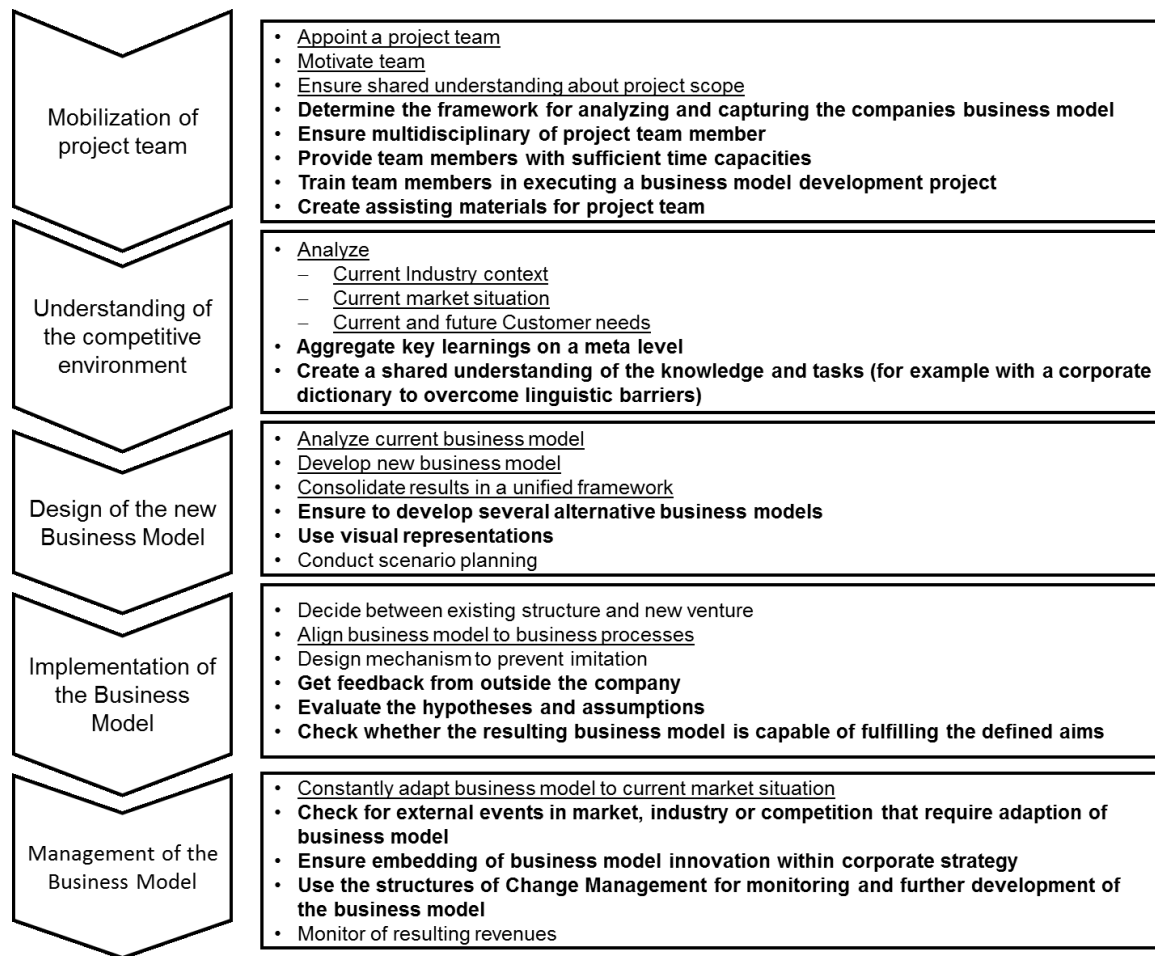 Mobilization of
project team
• Appoint a project team
• Motivate team
• Ensure shared understanding about project scope
• Determine the framework for analyzing and capturing the companies business model
• Ensure multidisciplinary of project team member
• Provide team members with sufficient time capacities
• Train team members in executing a business model development project
• Create assisting materials for project team
Understanding of
the competitive
environment
• Analyze
– Current Industry context
– Current market situation
– Current and future Customer needs
• Aggregate key learnings on a meta level
• Create a shared understanding of the knowledge and tasks (for example with a corporate
dictionary to overcome linguistic barriers)
Design of the new
Business Model
• Analyze current business model
• Develop new business model
• Consolidate results in a unified framework
• Ensure to develop several alternative business models
• Use visual representations
• Conduct scenario planning
Implementation of
the Business
Model
• Decide between existing structure and new venture
• Align business model to business processes
• Design mechanism to prevent imitation
• Get feedback from outside the company
• Evaluate the hypotheses and assumptions
• Check whether the resulting business model is capable of fulfilling the defined aims
Management of the
Business Model
• Constantly adapt business model to current market situation
• Check for external events in market, industry or competition that require adaption of
business model
• Ensure embedding of business model innovation within corporate strategy
• Use the structures of Change Management for monitoring and further development of
the business model
• Monitor of resulting revenues